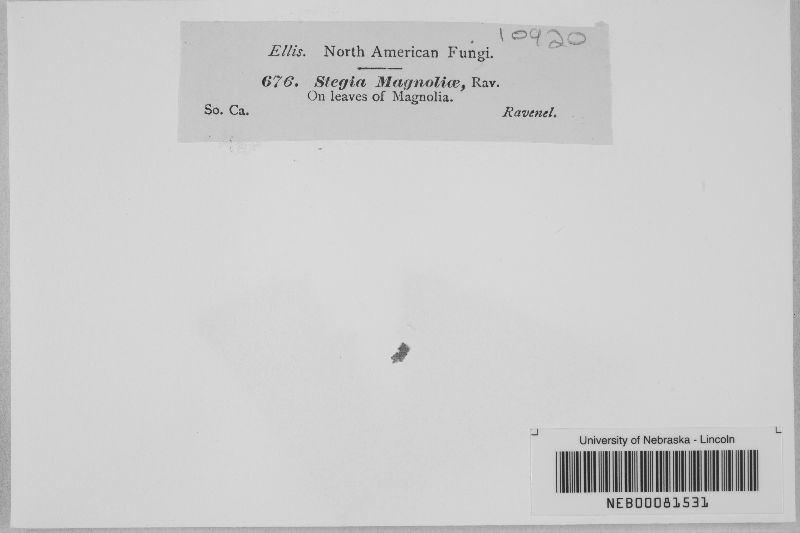 10920
Ellis. North American Fungi.
676. Stegia Magnoliæ, Rav.
On leaves of Magnolia.
So. Ca. Ravenel.
University of Nebraska - Lincoln
NEB00081531